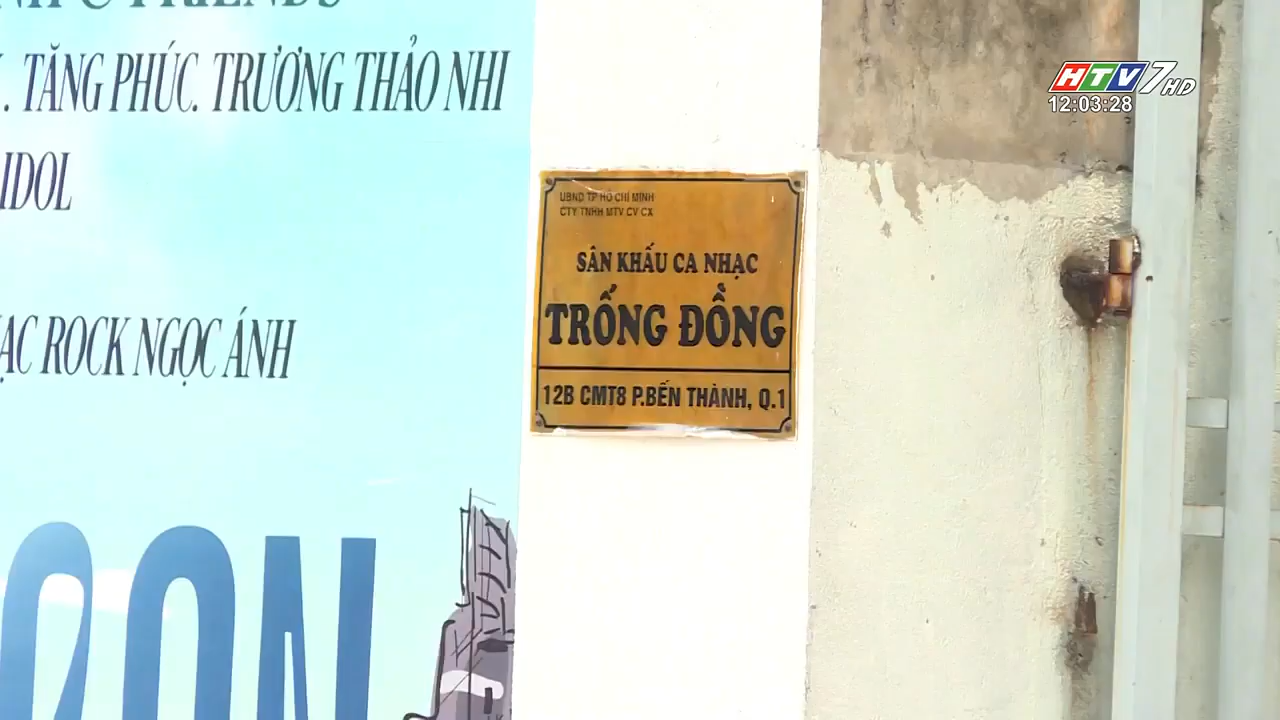 . TĂNG PHÚC. TRƯƠNG THẢO NHI
IDOL
ẠC ROCK NGỌC ÁNH
UBND TP HỒ CHÍ MINH
CTY TNHH MTV CV CX
SÂN KHẤU CA NHẠC
TRỐNG ĐỒNG
12B CMT8 P.BẾN THÀNH, Q.1
HTV7 HD
12:03:28